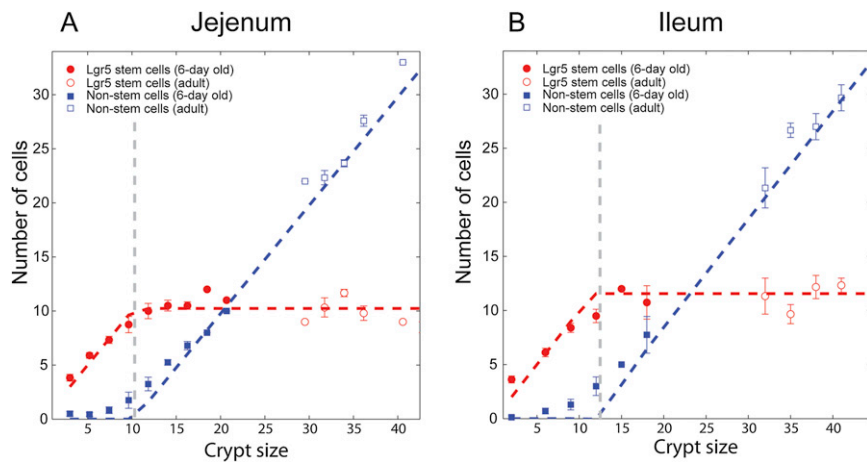 A Jejenum
Number of cells
30
25
20
15
10
5
0
Lgr5 stem cells (6-day old)
Lgr5 stem cells (adult)
Non-stem cells (6-day old)
Non-stem cells (adult)
5 10 15 20 25 30 35 40
Crypt size
B Ileum
Number of cells
30
25
20
15
10
5
0
Lgr5 stem cells (6-day old)
Lgr5 stem cells (adult)
Non-stem cells (6-day old)
Non-stem cells (adult)
5 10 15 20 25 30 35 40
Crypt size